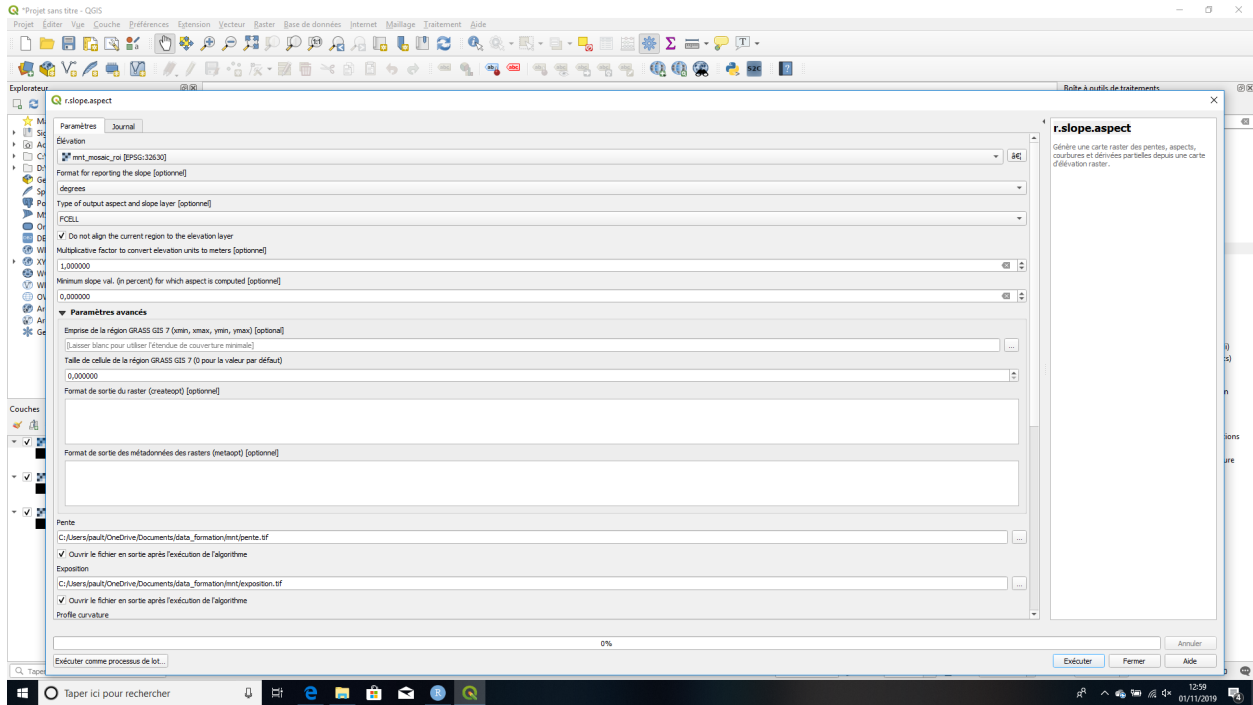 *Projet sans titre - QGIS
Projet Éditer Vue Couche Préférences Extension Vecteur Raster Base de données Internet Maillage Traitement Aide
Explorateur
Boîte à outils de traitements
r.slope.aspect
Paramètres Journal
r.slope.aspect
Génère une carte raster des pentes, aspects,
courbures et dérivées partielles depuis une carte
d'élévation raster.
Élévation
mnt_mosaic_roi [EPSG:32630]
Format for reporting the slope [optionnel]
degrees
Type of output aspect and slope layer [optionnel]
FCELL
Do not align the current region to the elevation layer
Multiplicative factor to convert elevation units to meters [optionnel]
1,000000
Minimum slope val. (in percent) for which aspect is computed [optionnel]
0,000000
Paramètres avancés
Emprise de la région GRASS GIS 7 (xmin, xmax, ymin, ymax) [optional]
[Laisser blanc pour utiliser l'étendue de couverture minimale]
...
Taille de cellule de la région GRASS GIS 7 (0 pour la valeur par défaut)
0,000000
Format de sortie du raster (createopt) [optionnel]
Couches
Format de sortie des métadonnées des rasters (metaopt) [optionnel]
Pente
C:/Users/pault/OneDrive/Documents/data_formation/mnt/pente.tif
...
Ouvrir le fichier en sortie après l'exécution de l'algorithme
Exposition
C:/Users/pault/OneDrive/Documents/data_formation/mnt/exposition.tif
...
Ouvrir le fichier en sortie après l'exécution de l'algorithme
Profile curvature
0%
Annuler
Exécuter comme processus de lot...
Exécuter Fermer Aide
Taper ici pour rechercher
12:59
01/11/2019